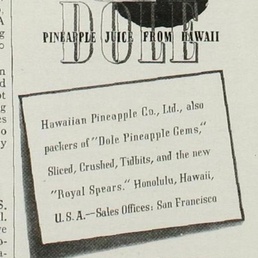 DOLE
PINEAPPLE JUICE FROM HAWAII
Hawaiian Pineapple Co., Ltd., also
packers of "Dole Pineapple Gems,"
Sliced, Crushed, Tidbits, and the new
"Royal Spears." Honolulu, Hawaii,
U.S.A.—Sales Offices: San Francisco